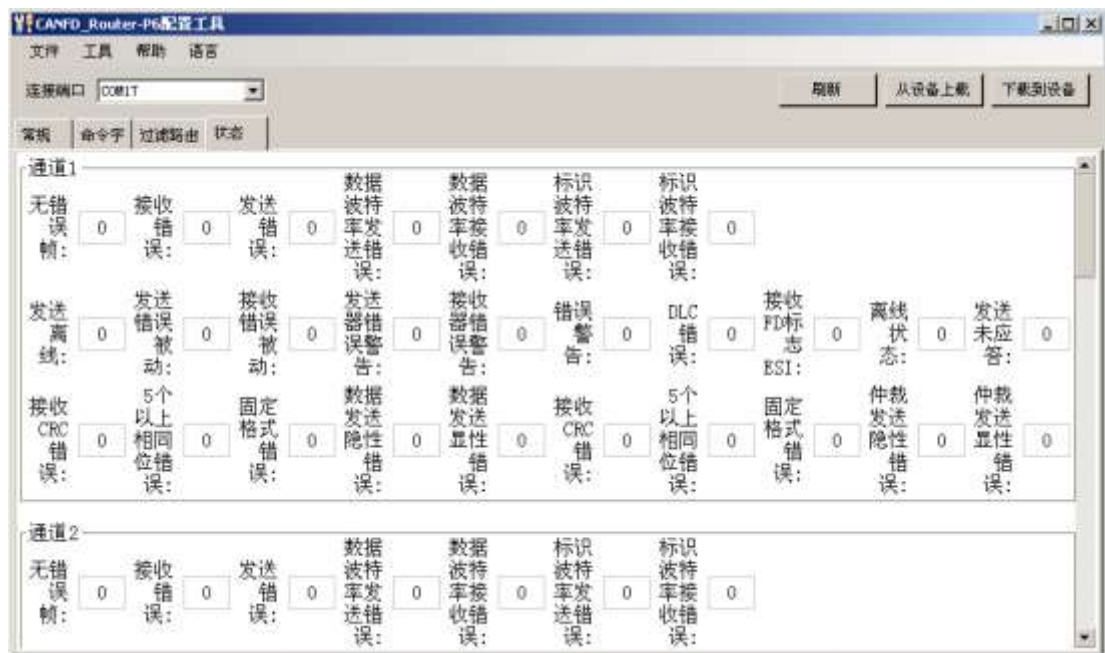 CANFD_Router-P6配置工具
文件 工具 帮助 语言
连接端口 COM17 刷新 从设备上载 下载到设备
常规 命令字 过滤路由 状态
通道1
无错误帧: 0 接收错误: 0 发送错误: 0 数据波特率发送错误: 0 数据波特率接收错误: 0 标识波特率发送错误: 0 标识波特率接收错误: 0
发送离线: 0 发送错误被动: 0 接收错误被动: 0 发送器错误警告: 0 接收器错误警告: 0 错误警告: 0 DLC错误: 0 接收FD标志ESI: 0 离线状态: 0 发送未应答: 0
接收CRC错误: 0 5个以上相同位错误: 0 固定格式错误: 0 数据发送隐性错误: 0 数据发送显性错误: 0 接收CRC错误: 0 5个以上相同位错误: 0 固定格式错误: 0 仲裁发送隐性错误: 0 仲裁发送显性错误: 0
通道2
无错误帧: 0 接收错误: 0 发送错误: 0 数据波特率发送错误: 0 数据波特率接收错误: 0 标识波特率发送错误: 0 标识波特率接收错误: 0